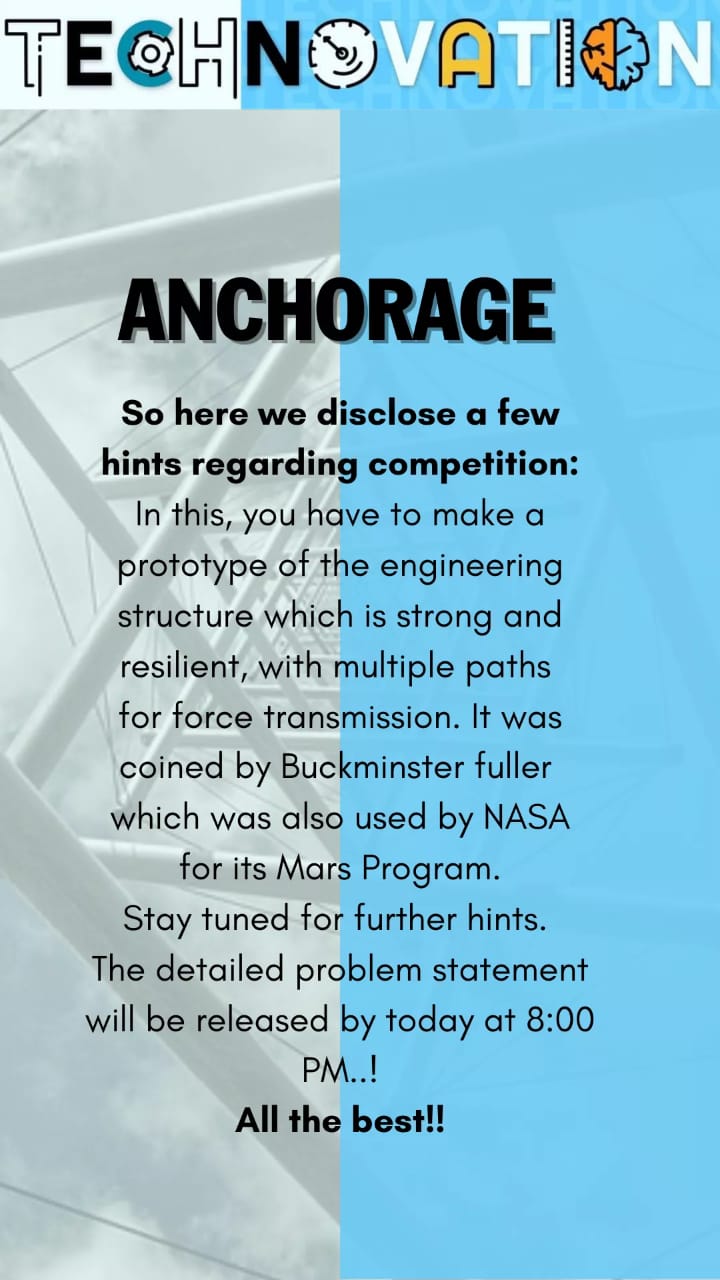 TECHNOVATION
ANCHORAGE
So here we disclose a few
hints regarding competition:
In this, you have to make a
prototype of the engineering
structure which is strong and
resilient, with multiple paths
for force transmission. It was
coined by Buckminster fuller
which was also used by NASA
for its Mars Program.
Stay tuned for further hints.
The detailed problem statement
will be released by today at 8:00
PM..!
All the best!!